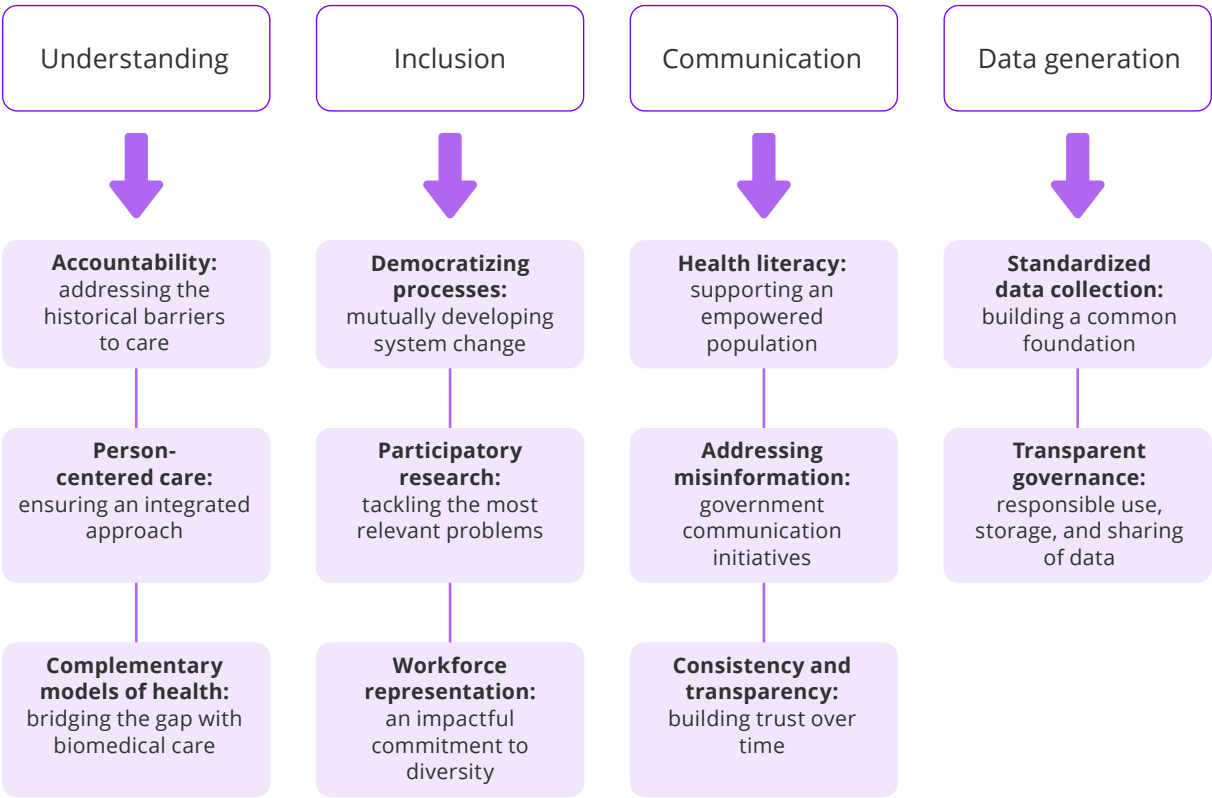 Understanding
Inclusion
Communication
Data generation
Accountability:
addressing the
historical barriers
to care
Democratizing
processes:
mutually developing
system change
Health literacy:
supporting an
empowered
population
Standardized
data collection:
building a common
foundation
Person-
centered care:
ensuring an integrated
approach
Participatory
research:
tackling the most
relevant problems
Addressing
misinformation:
government
communication
initiatives
Transparent
governance:
responsible use,
storage, and sharing
of data
Complementary
models of health:
bridging the gap with
biomedical care
Workforce
representation:
an impactful
commitment to
diversity
Consistency and
transparency:
building trust over
time